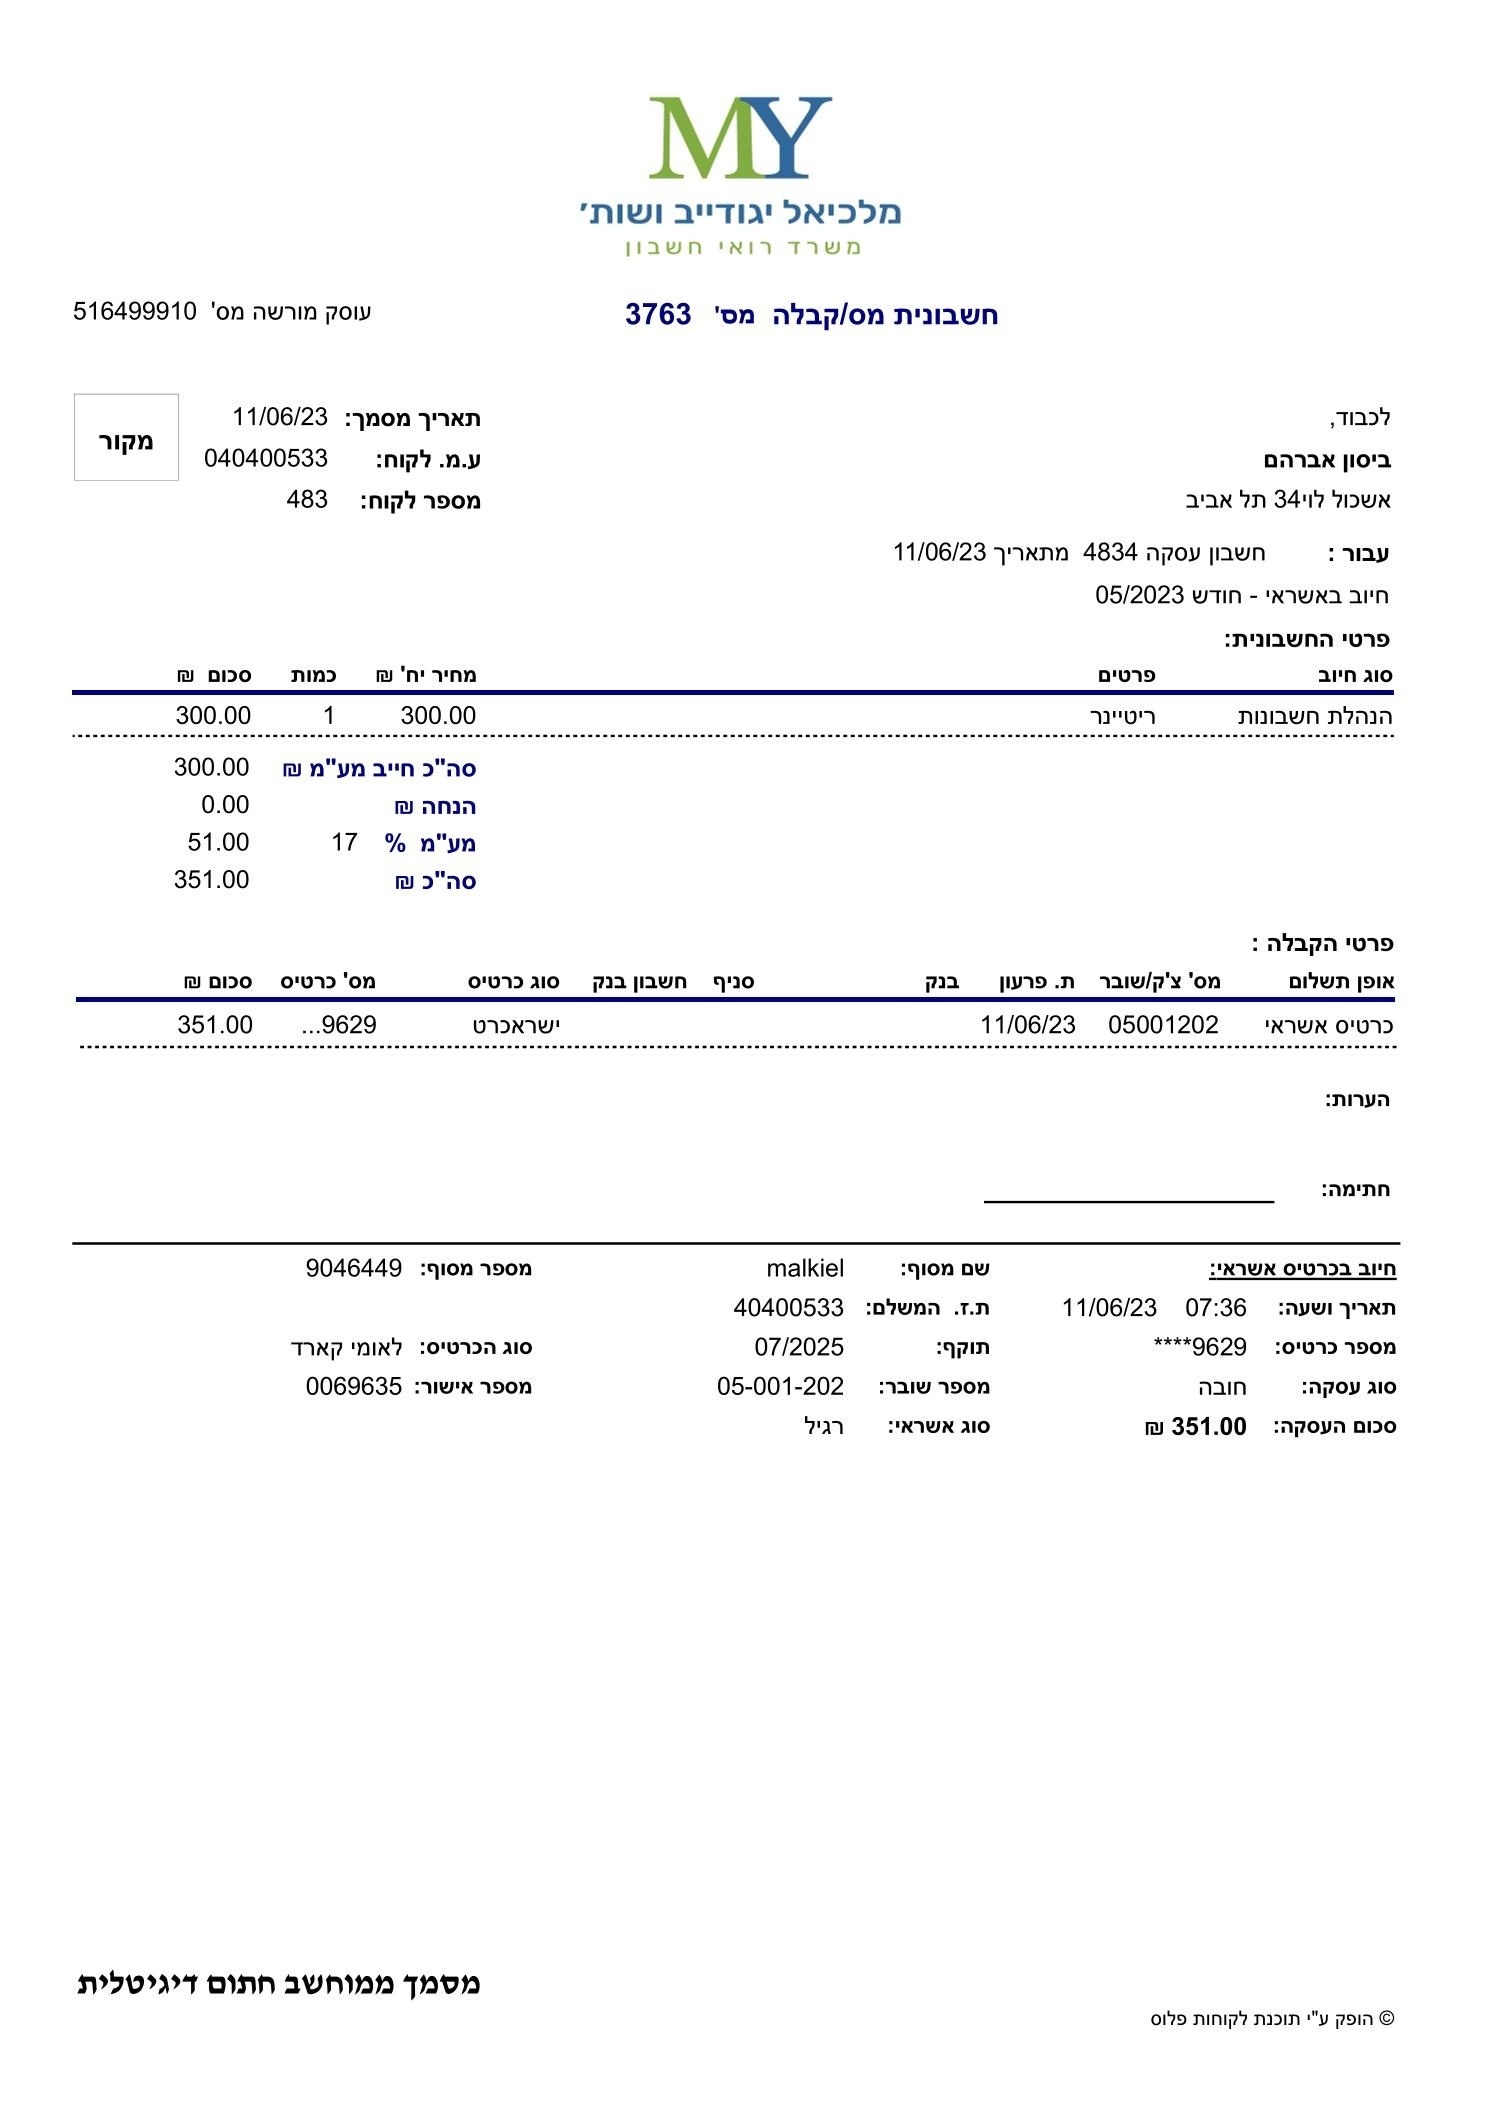 MY
מלכיאל יגודייב ושות׳
משרד רואי חשבון
חשבונית מס/קבלה מס' 3763
עוסק מורשה מס' 516499910
לכבוד,
ביסון אברהם
אשכול לוי34 תל אביב
תאריך מסמך: 11/06/23
ע.מ. לקוח: 040400533
מספר לקוח: 483
מקור
עבור : חשבון עסקה 4834 מתאריך 11/06/23
חיוב באשראי - חודש 05/2023
פרטי החשבונית:
סוג חיוב פרטים מחיר יח' ₪ כמות סכום ₪
הנהלת חשבונות ריטיינר 300.00 1 300.00
סה"כ חייב מע"מ ₪ 300.00
הנחה ₪ 0.00
מע"מ % 17 51.00
סה"כ ₪ 351.00
פרטי הקבלה :
אופן תשלום מס' צ'ק/שובר ת. פרעון בנק סניף חשבון בנק סוג כרטיס מס' כרטיס סכום ₪
כרטיס אשראי 05001202 11/06/23 ישראכרט 9629... 351.00
הערות:
חתימה:
חיוב בכרטיס אשראי: שם מסוף: malkiel מספר מסוף: 9046449
תאריך ושעה: 07:36 11/06/23 ת.ז. המשלם: 40400533
מספר כרטיס: 9629**** תוקף: 07/2025 סוג הכרטיס: לאומי קארד
סוג עסקה: חובה מספר שובר: 05-001-202 מספר אישור: 0069635
סכום העסקה: 351.00 ₪ סוג אשראי: רגיל
מסמך ממוחשב חתום דיגיטלית
© הופק ע"י תוכנת לקוחות פלוס